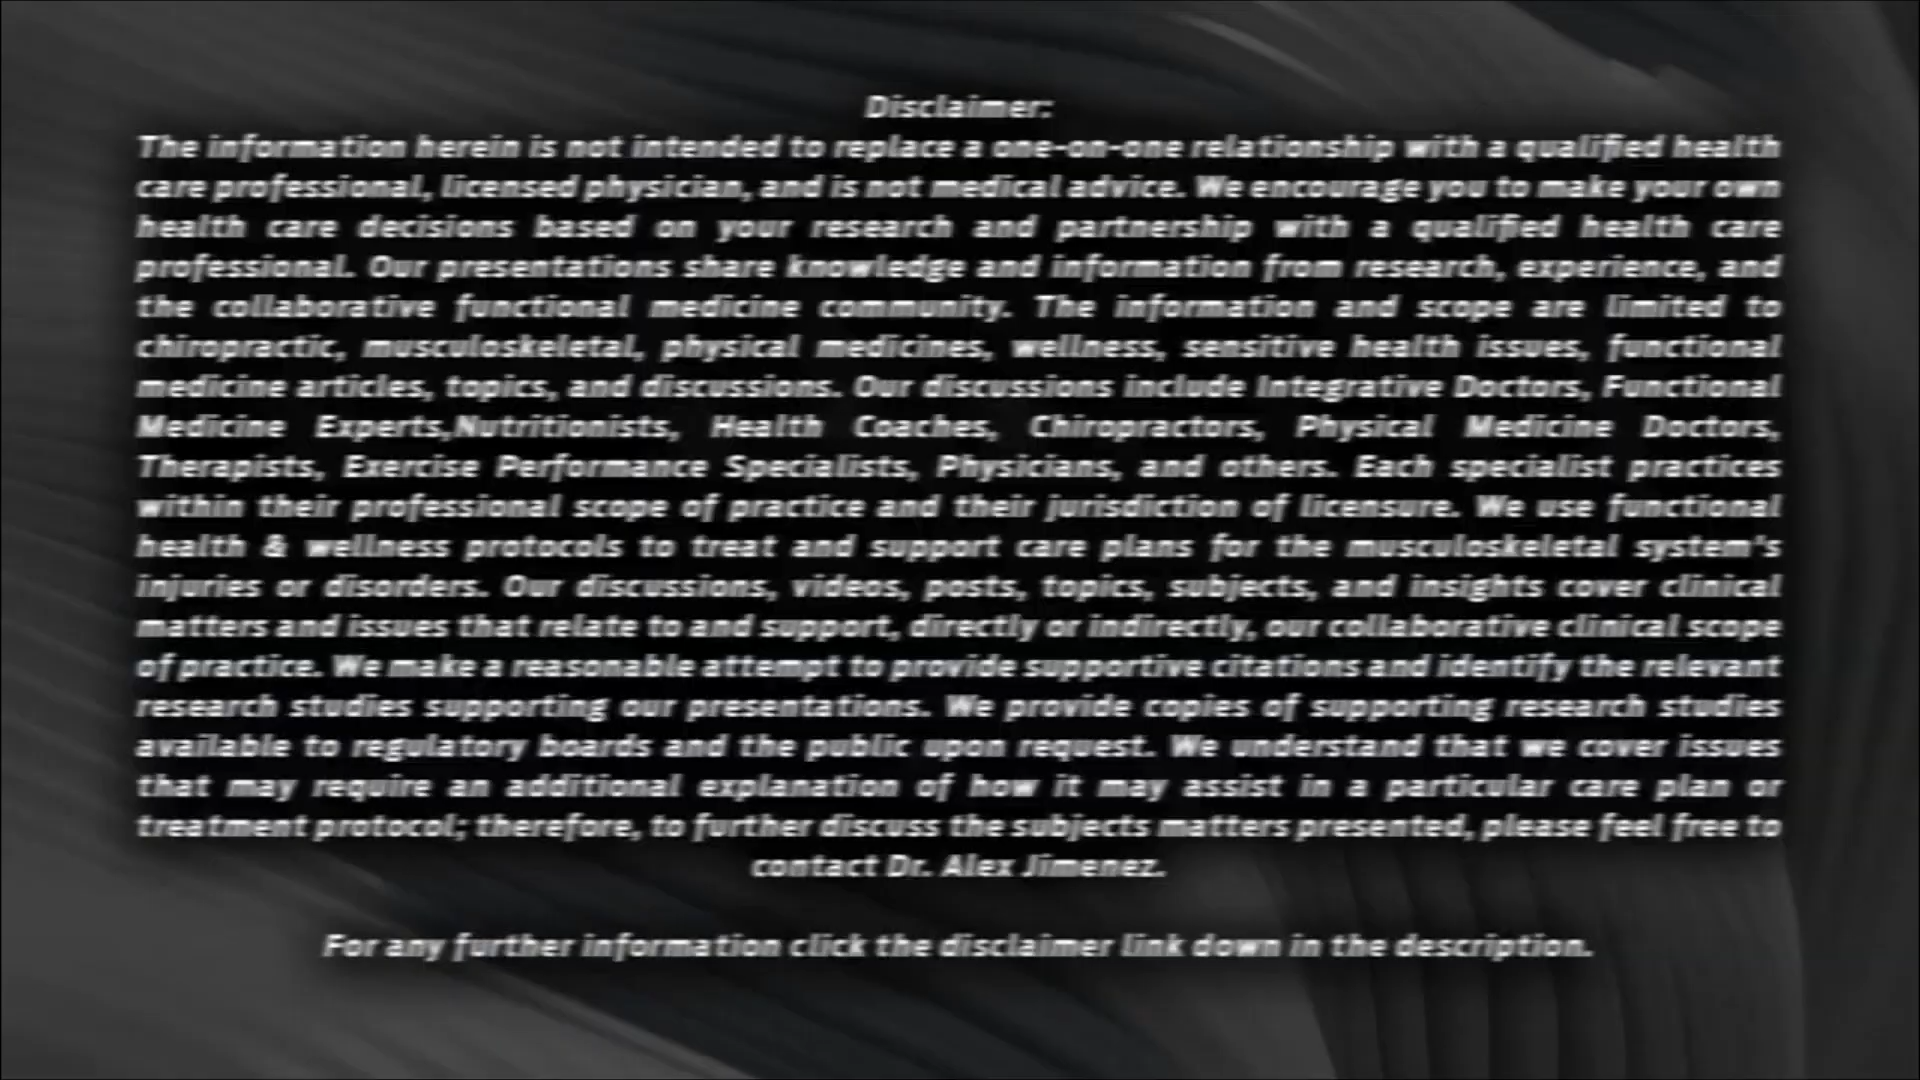 Disclaimer:
The information herein is not intended to replace a one-on-one relationship with a qualified health
care professional, licensed physician, and is not medical advice. We encourage you to make your own
health care decisions based on your research and partnership with a qualified health care
professional. Our presentations share knowledge and information from research, experience, and
the collaborative functional medicine community. The information and scope are limited to
chiropractic, musculoskeletal, physical medicines, wellness, sensitive health issues, functional
medicine articles, topics, and discussions. Our discussions include Integrative Doctors, Functional
Medicine Experts,Nutritionists, Health Coaches, Chiropractors, Physical Medicine Doctors,
Therapists, Exercise Performance Specialists, Physicians, and others. Each specialist practices
within their professional scope of practice and their jurisdiction of licensure. We use functional
health & wellness protocols to treat and support care plans for the musculoskeletal system's
injuries or disorders. Our discussions, videos, posts, topics, subjects, and insights cover clinical
matters and issues that relate to and support, directly or indirectly, our collaborative clinical scope
of practice. We make a reasonable attempt to provide supportive citations and identify the relevant
research studies supporting our presentations. We provide copies of supporting research studies
available to regulatory boards and the public upon request. We understand that we cover issues
that may require an additional explanation of how it may assist in a particular care plan or
treatment protocol; therefore, to further discuss the subjects matters presented, please feel free to
contact Dr. Alex Jimenez.
For any further information click the disclaimer link down in the description.